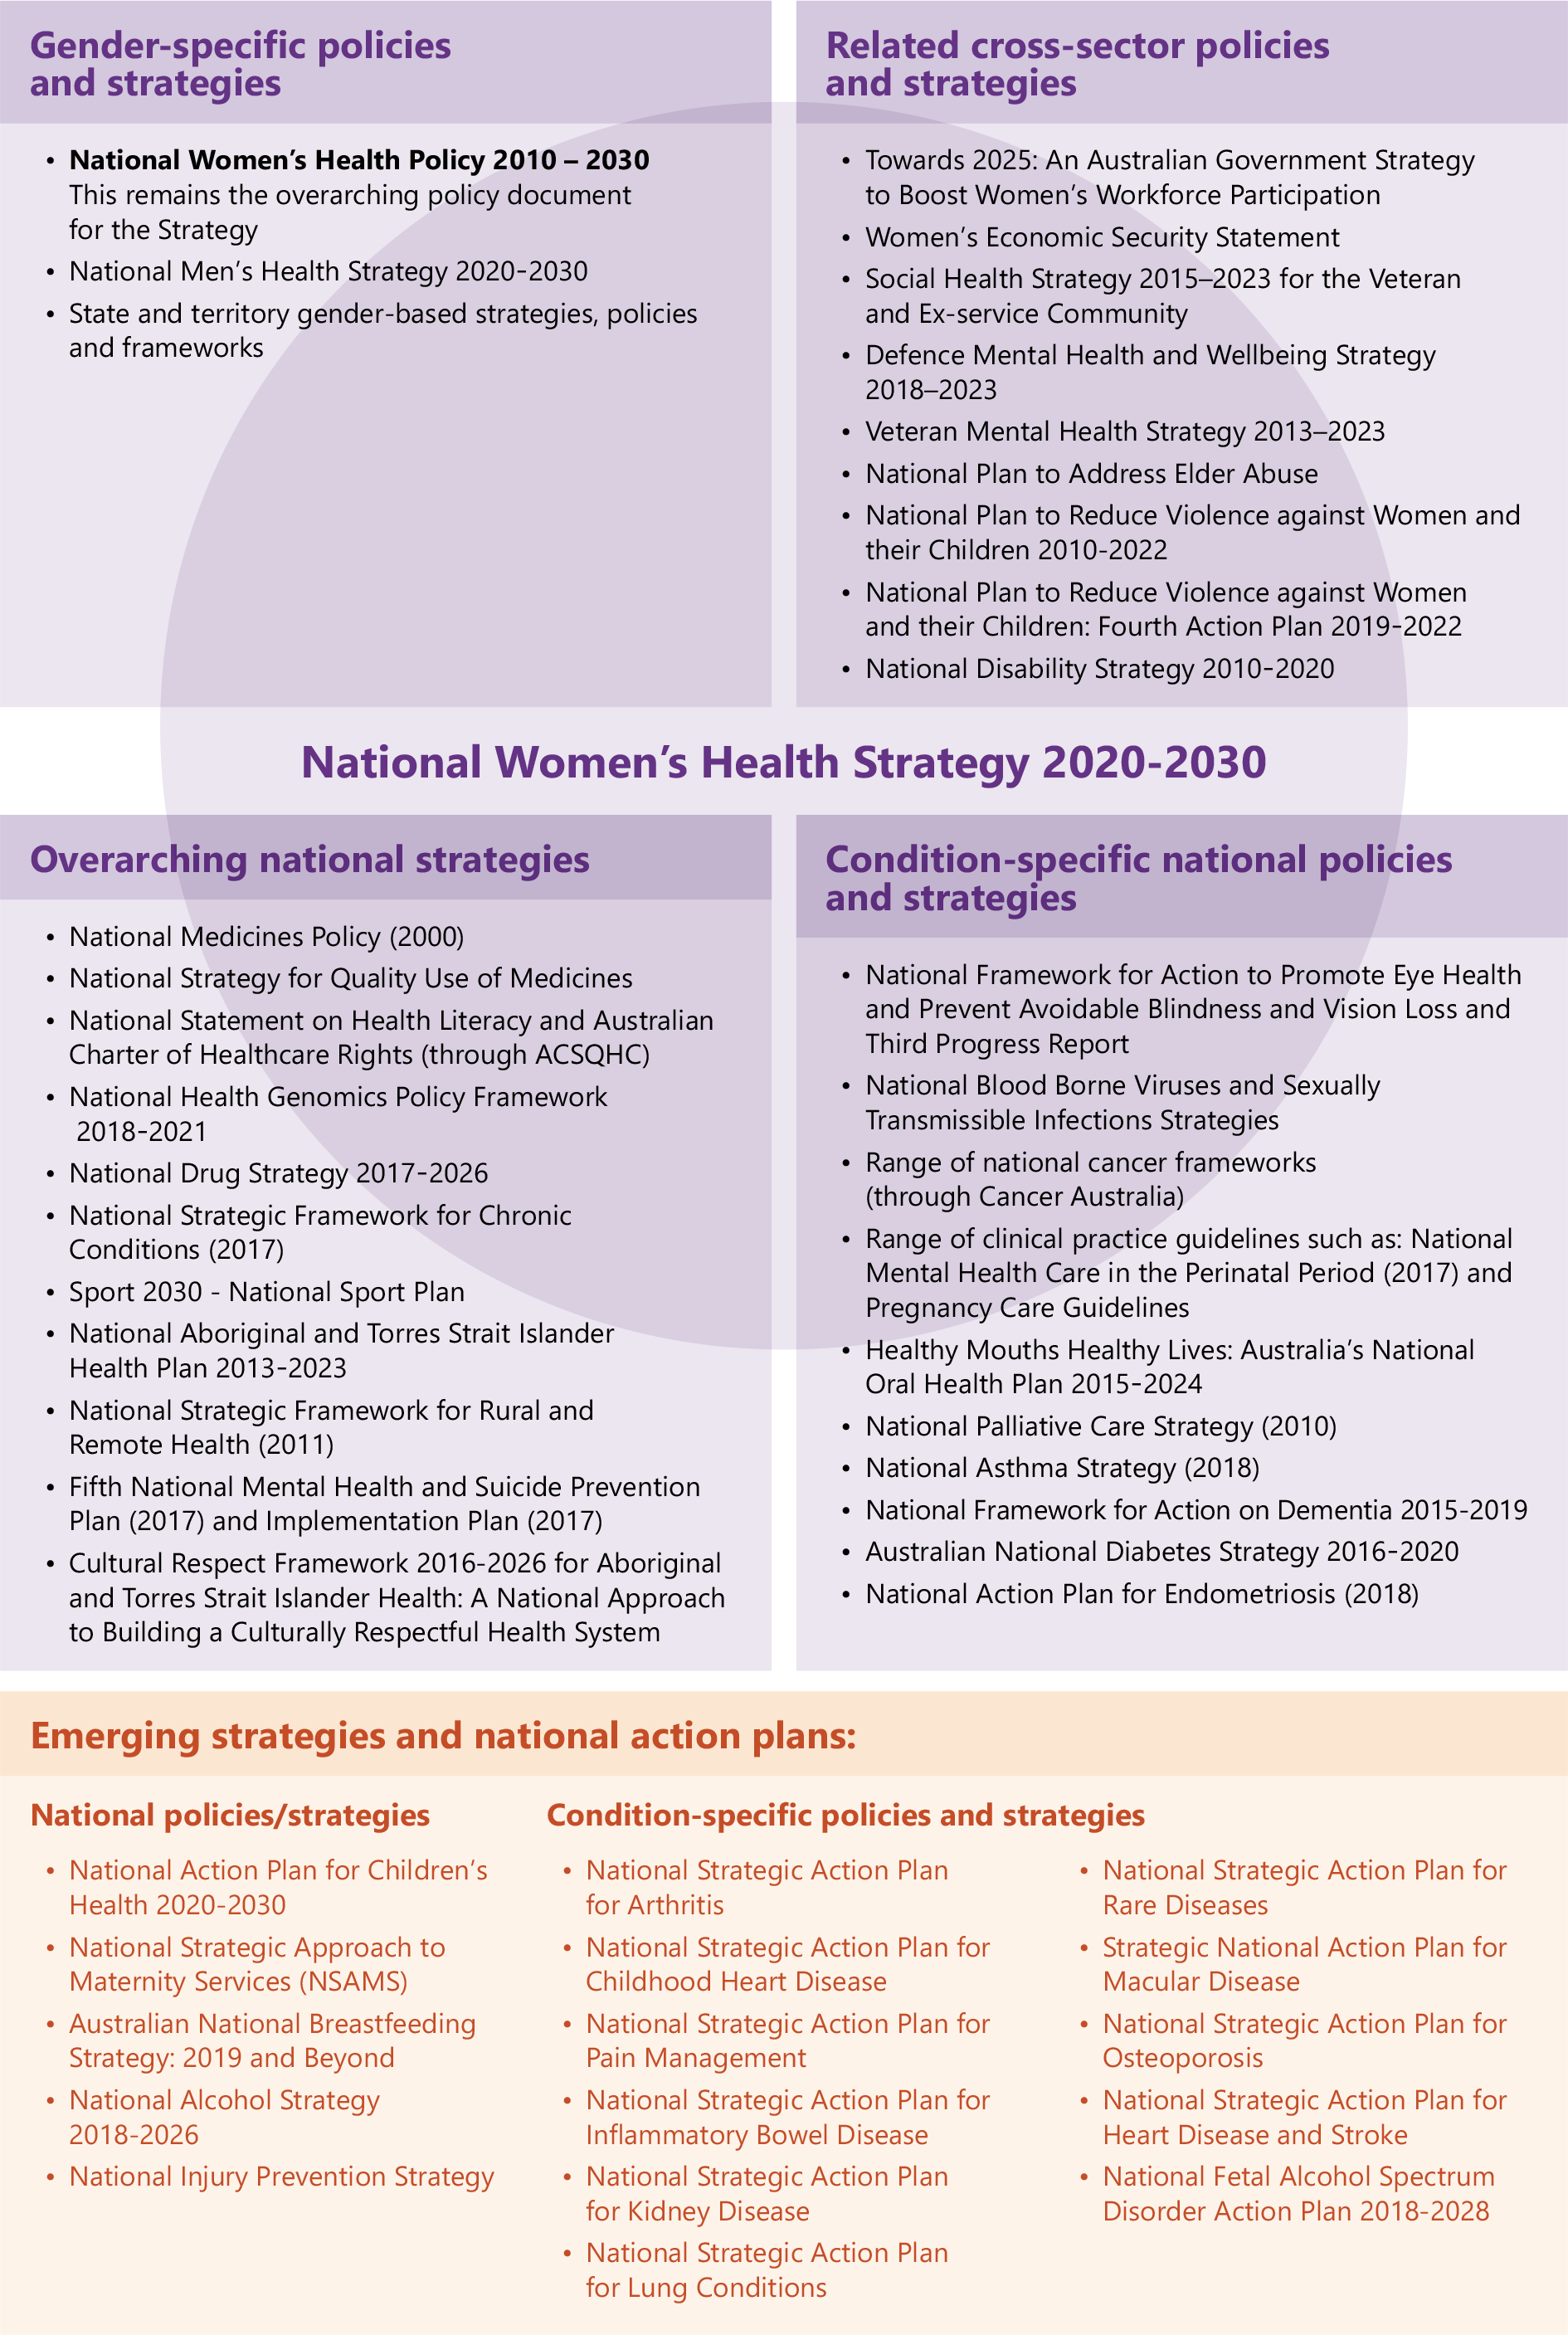 Gender-specific policies
and strategies
• National Women’s Health Policy 2010 – 2030
This remains the overarching policy document
for the Strategy
• National Men’s Health Strategy 2020-2030
• State and territory gender-based strategies, policies
and frameworks
Related cross-sector policies
and strategies
• Towards 2025: An Australian Government Strategy
to Boost Women’s Workforce Participation
• Women’s Economic Security Statement
• Social Health Strategy 2015–2023 for the Veteran
and Ex-service Community
• Defence Mental Health and Wellbeing Strategy
2018–2023
• Veteran Mental Health Strategy 2013–2023
• National Plan to Address Elder Abuse
• National Plan to Reduce Violence against Women and
their Children 2010-2022
• National Plan to Reduce Violence against Women
and their Children: Fourth Action Plan 2019-2022
• National Disability Strategy 2010-2020
National Women’s Health Strategy 2020-2030
Overarching national strategies
• National Medicines Policy (2000)
• National Strategy for Quality Use of Medicines
• National Statement on Health Literacy and Australian
Charter of Healthcare Rights (through ACSQHC)
• National Health Genomics Policy Framework
2018-2021
• National Drug Strategy 2017-2026
• National Strategic Framework for Chronic
Conditions (2017)
• Sport 2030 - National Sport Plan
• National Aboriginal and Torres Strait Islander
Health Plan 2013-2023
• National Strategic Framework for Rural and
Remote Health (2011)
• Fifth National Mental Health and Suicide Prevention
Plan (2017) and Implementation Plan (2017)
• Cultural Respect Framework 2016-2026 for Aboriginal
and Torres Strait Islander Health: A National Approach
to Building a Culturally Respectful Health System
Condition-specific national policies
and strategies
• National Framework for Action to Promote Eye Health
and Prevent Avoidable Blindness and Vision Loss and
Third Progress Report
• National Blood Borne Viruses and Sexually
Transmissible Infections Strategies
• Range of national cancer frameworks
(through Cancer Australia)
• Range of clinical practice guidelines such as: National
Mental Health Care in the Perinatal Period (2017) and
Pregnancy Care Guidelines
• Healthy Mouths Healthy Lives: Australia’s National
Oral Health Plan 2015-2024
• National Palliative Care Strategy (2010)
• National Asthma Strategy (2018)
• National Framework for Action on Dementia 2015-2019
• Australian National Diabetes Strategy 2016-2020
• National Action Plan for Endometriosis (2018)
Emerging strategies and national action plans:
National policies/strategies
• National Action Plan for Children’s
Health 2020-2030
• National Strategic Approach to
Maternity Services (NSAMS)
• Australian National Breastfeeding
Strategy: 2019 and Beyond
• National Alcohol Strategy
2018-2026
• National Injury Prevention Strategy
Condition-specific policies and strategies
• National Strategic Action Plan
for Arthritis
• National Strategic Action Plan for
Childhood Heart Disease
• National Strategic Action Plan for
Pain Management
• National Strategic Action Plan for
Inflammatory Bowel Disease
• National Strategic Action Plan
for Kidney Disease
• National Strategic Action Plan
for Lung Conditions
• National Strategic Action Plan for
Rare Diseases
• Strategic National Action Plan for
Macular Disease
• National Strategic Action Plan for
Osteoporosis
• National Strategic Action Plan for
Heart Disease and Stroke
• National Fetal Alcohol Spectrum
Disorder Action Plan 2018-2028